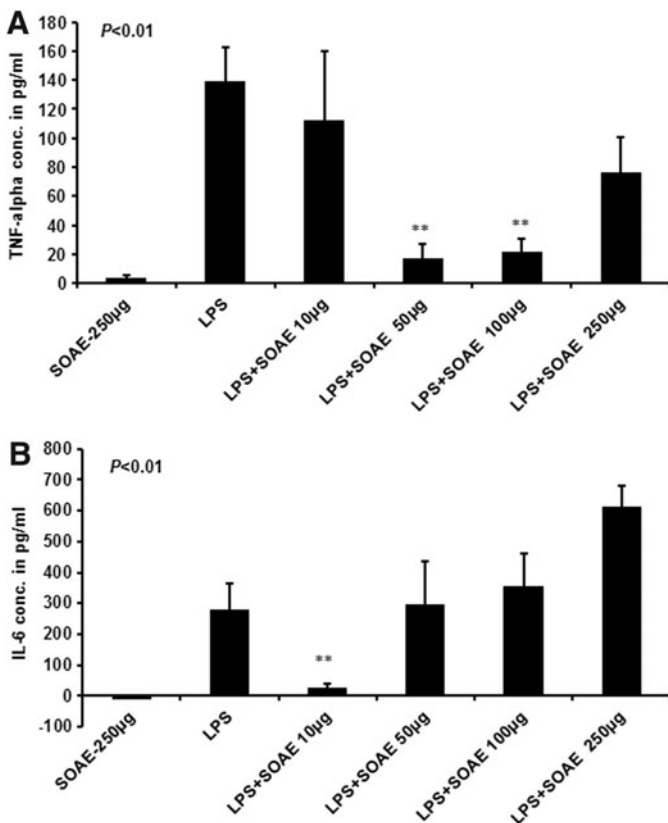 A
P<0.01
TNF-alpha conc. in pg/ml
180
160
140
120
100
80
60
40
20
0
**
**
SOAE-250µg
LPS
LPS+SOAE 10µg
LPS+SOAE 50µg
LPS+SOAE 100µg
LPS+SOAE 250µg
B
P<0.01
IL-6 conc. in pg/ml
800
700
600
500
400
300
200
100
0
-100
**
SOAE-250µg
LPS
LPS+SOAE 10µg
LPS+SOAE 50µg
LPS+SOAE 100µg
LPS+SOAE 250µg